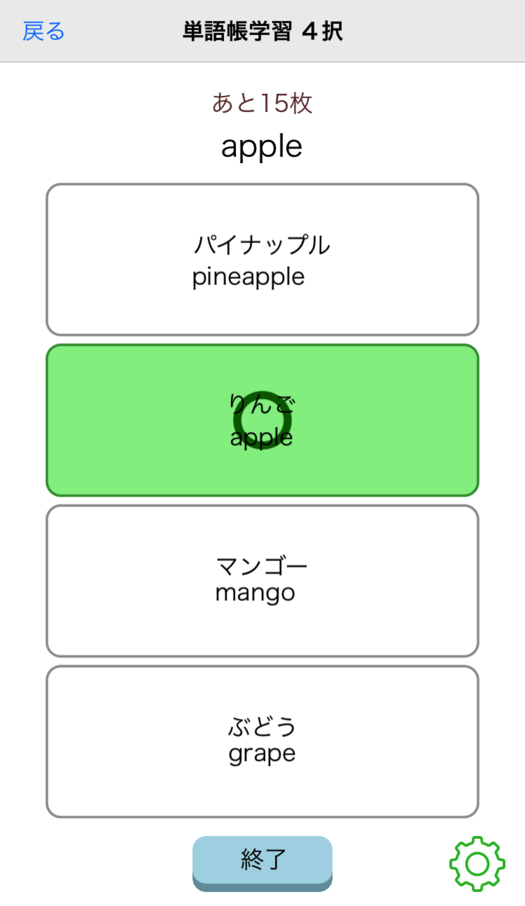 戻る
単語帳学習 4択
あと15枚
apple
パイナップル
pineapple
りんご
apple
マンゴー
mango
ぶどう
grape
終了